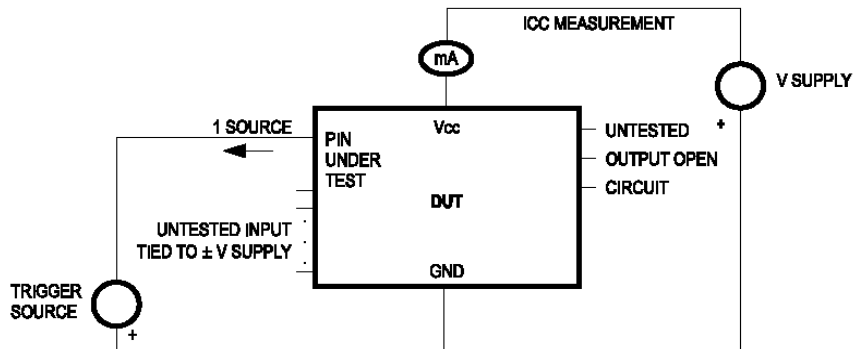 ICC MEASUREMENT
mA
V SUPPLY
+
1 SOURCE
Vcc
PIN
UNDER
TEST
UNTESTED
OUTPUT OPEN
CIRCUIT
DUT
UNTESTED INPUT
TIED TO ± V SUPPLY
GND
TRIGGER
SOURCE
+